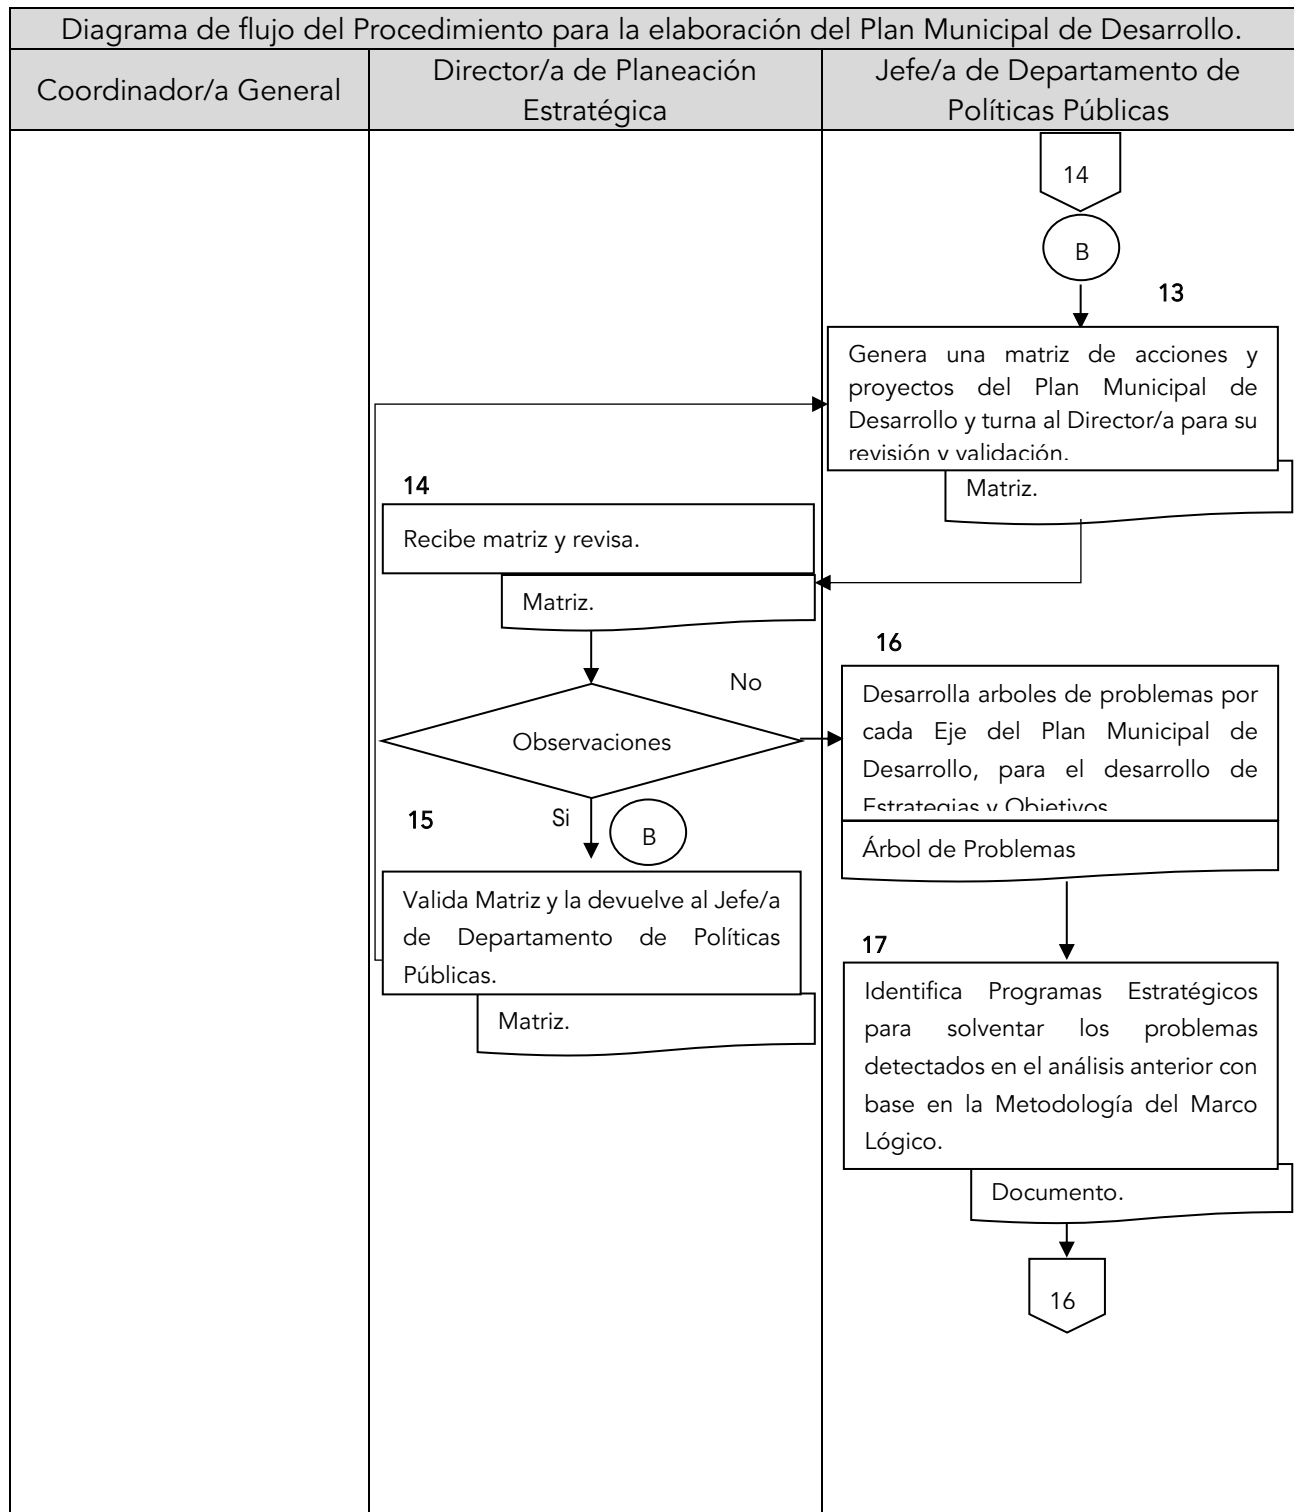 Diagrama de flujo del Procedimiento para la elaboración del Plan Municipal de Desarrollo.
Coordinador/a General
Director/a de Planeación
Estratégica
Jefe/a de Departamento de
Políticas Públicas
14
B
13
Genera una matriz de acciones y
proyectos del Plan Municipal de
Desarrollo y turna al Director/a para su
revisión y validación.
Matriz.
14
Recibe matriz y revisa.
Matriz.
No
Observaciones
Si
B
15
Valida Matriz y la devuelve al Jefe/a
de Departamento de Políticas
Públicas.
Matriz.
16
Desarrolla arboles de problemas por
cada Eje del Plan Municipal de
Desarrollo, para el desarrollo de
Estrategias y Objetivos
Árbol de Problemas
17
Identifica Programas Estratégicos
para solventar los problemas
detectados en el análisis anterior con
base en la Metodología del Marco
Lógico.
Documento.
16